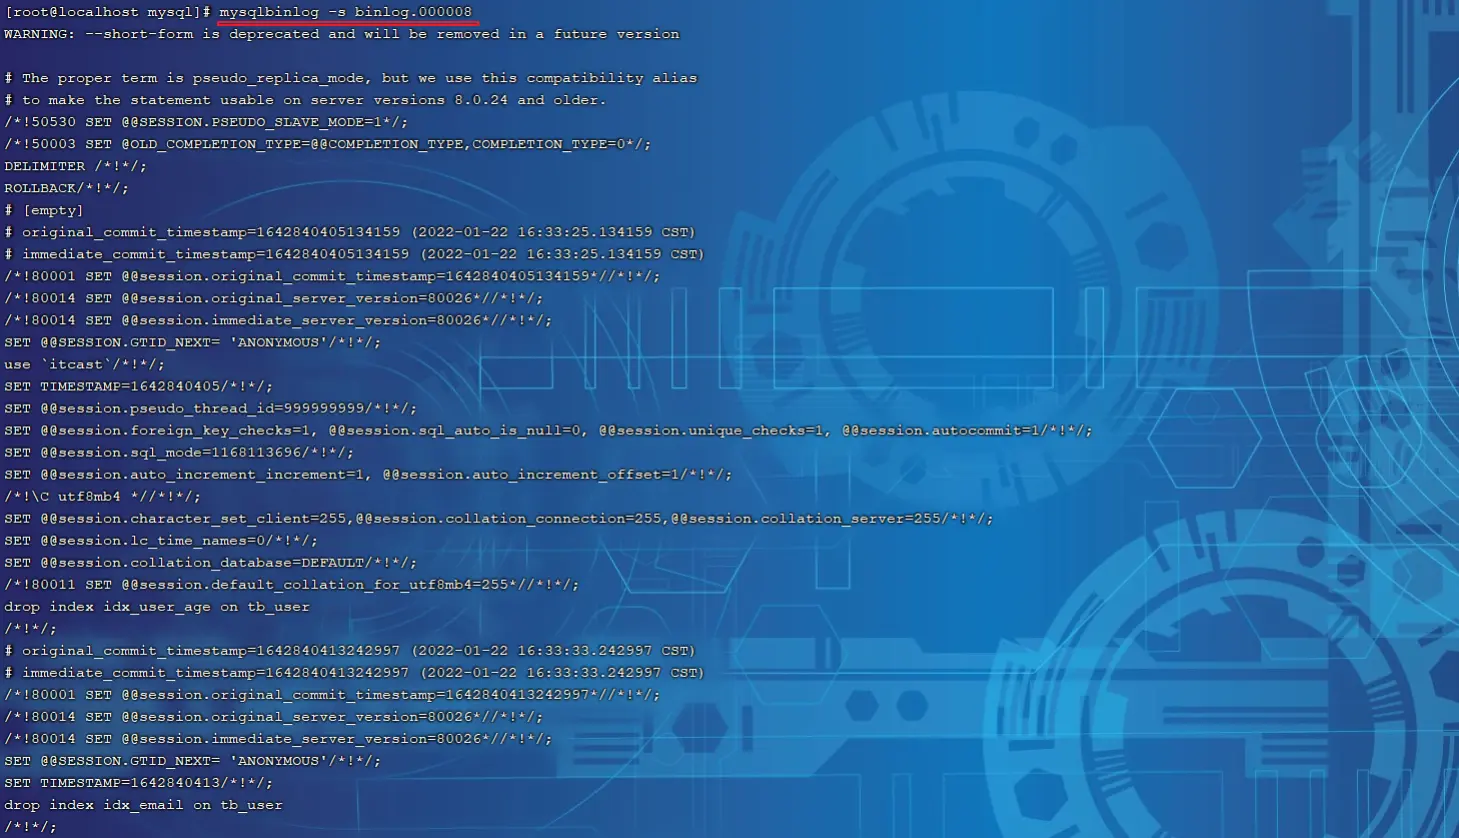 [root@localhost mysql]# mysqlbinlog -s binlog.000008
WARNING: --short-form is deprecated and will be removed in a future version
# The proper term is pseudo_replica_mode, but we use this compatibility alias
# to make the statement usable on server versions 8.0.24 and older.
/*!50530 SET @@SESSION.PSEUDO_SLAVE_MODE=1*/;
/*!50003 SET @OLD_COMPLETION_TYPE=@@COMPLETION_TYPE,COMPLETION_TYPE=0*/;
DELIMITER /*!*/;
ROLLBACK/*!*/;
# [empty]
# original_commit_timestamp=1642840405134159 (2022-01-22 16:33:25.134159 CST)
# immediate_commit_timestamp=1642840405134159 (2022-01-22 16:33:25.134159 CST)
/*!80001 SET @@session.original_commit_timestamp=1642840405134159*//*!*/;
/*!80014 SET @@session.original_server_version=80026*//*!*/;
/*!80014 SET @@session.immediate_server_version=80026*//*!*/;
SET @@SESSION.GTID_NEXT= 'ANONYMOUS'/*!*/;
use `itcast`/*!*/;
SET TIMESTAMP=1642840405/*!*/;
SET @@session.pseudo_thread_id=999999999/*!*/;
SET @@session.foreign_key_checks=1, @@session.sql_auto_is_null=0, @@session.unique_checks=1, @@session.autocommit=1/*!*/;
SET @@session.sql_mode=1168113696/*!*/;
SET @@session.auto_increment_increment=1, @@session.auto_increment_offset=1/*!*/;
/*!\C utf8mb4 *//*!*/;
SET @@session.character_set_client=255,@@session.collation_connection=255,@@session.collation_server=255/*!*/;
SET @@session.lc_time_names=0/*!*/;
SET @@session.collation_database=DEFAULT/*!*/;
/*!80011 SET @@session.default_collation_for_utf8mb4=255*//*!*/;
drop index idx_user_age on tb_user
/*!*/;
# original_commit_timestamp=1642840413242997 (2022-01-22 16:33:33.242997 CST)
# immediate_commit_timestamp=1642840413242997 (2022-01-22 16:33:33.242997 CST)
/*!80001 SET @@session.original_commit_timestamp=1642840413242997*//*!*/;
/*!80014 SET @@session.original_server_version=80026*//*!*/;
/*!80014 SET @@session.immediate_server_version=80026*//*!*/;
SET @@SESSION.GTID_NEXT= 'ANONYMOUS'/*!*/;
SET TIMESTAMP=1642840413/*!*/;
drop index idx_email on tb_user
/*!*/;